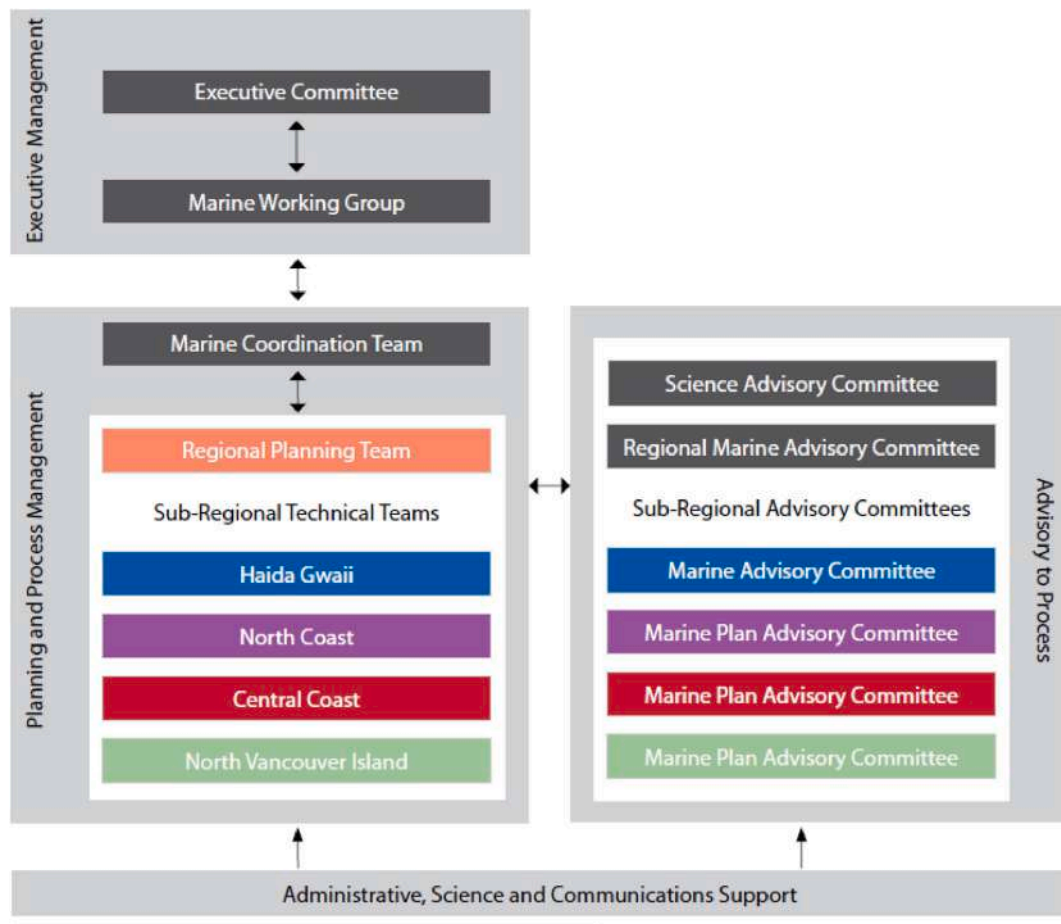 Executive Management
Executive Committee
Marine Working Group
Planning and Process Management
Marine Coordination Team
Regional Planning Team
Sub-Regional Technical Teams
Haida Gwaii
North Coast
Central Coast
North Vancouver Island
Science Advisory Committee
Regional Marine Advisory Committee
Sub-Regional Advisory Committees
Marine Advisory Committee
Marine Plan Advisory Committee
Marine Plan Advisory Committee
Marine Plan Advisory Committee
Advisory to Process
Administrative, Science and Communications Support